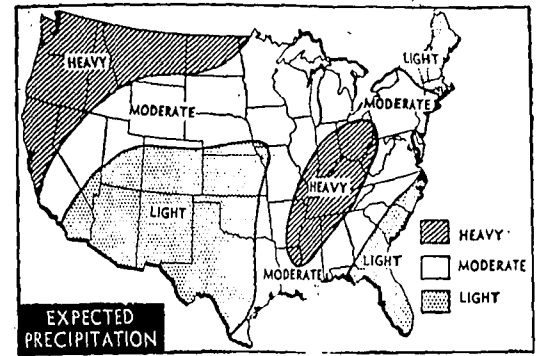 LIGHT
HEAVY
MODERATE
MODERATE
HEAVY
LIGHT
HEAVY
LIGHT
MODERATE
MODERATE
LIGHT
EXPECTED
PRECIPITATION